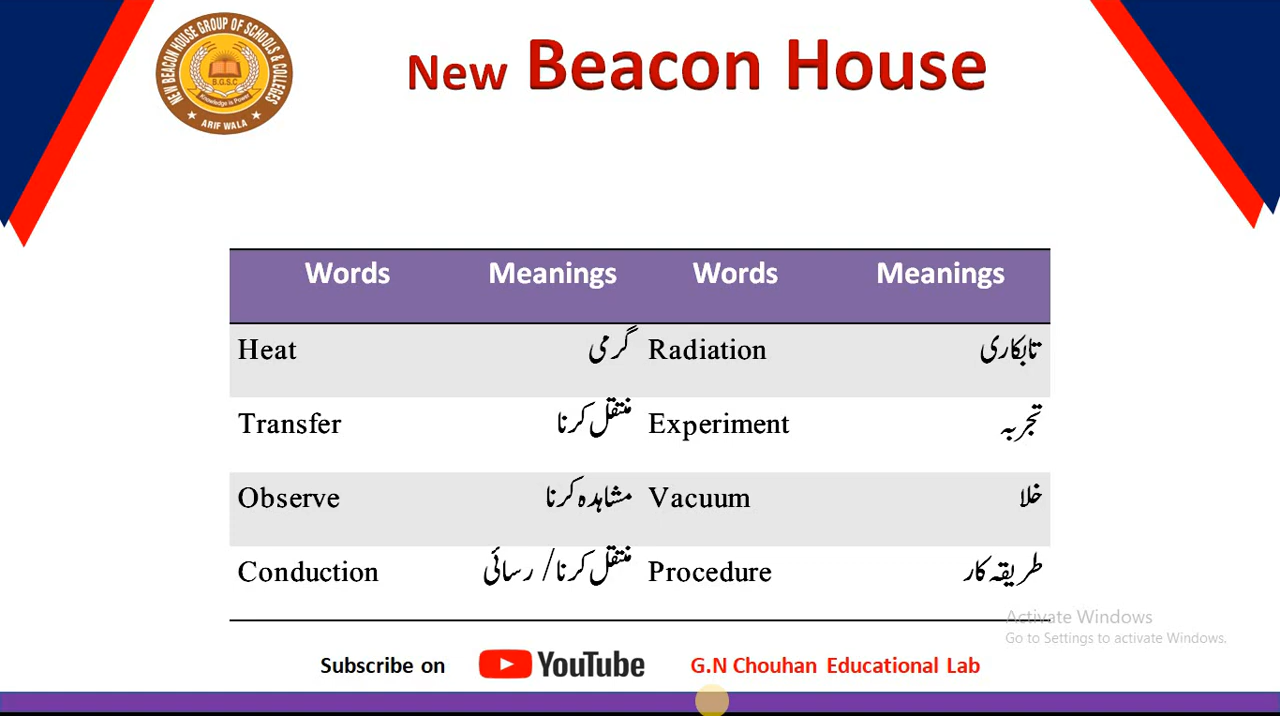 NEW BEACON HOUSE GROUP OF SCHOOLS & COLLEGES
B.G.S.C
Knowledge is Power
ARIF WALA
New Beacon House
Words Meanings Words Meanings
Heat گرمی Radiation تابکاری
Transfer منتقل کرنا Experiment تجربہ
Observe مشاہدہ کرنا Vacuum خلا
Conduction منتقل کرنا/ رسائی Procedure طریقہ کار
Activate Windows
Go to Settings to activate Windows.
Subscribe on YouTube G.N Chouhan Educational Lab